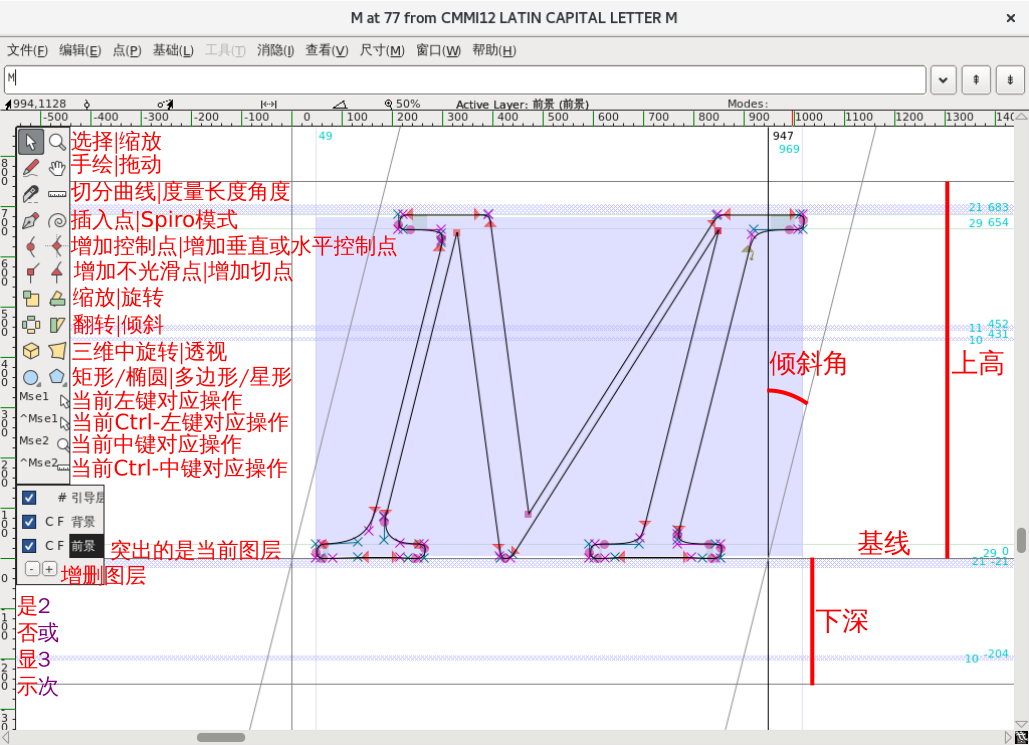 M at 77 from CMMI12 LATIN CAPITAL LETTER M
×
文件(F) 编辑(E) 点(P) 基础(L) 工具(T) 消隐(I) 查看(V) 尺寸(M) 窗口(W) 帮助(H)
M
994,1128 50% Active Layer: 前景 (前景) Modes:
-500 -400 -300 -200 -100 0 100 200 300 400 500 600 700 800 900 1000 1100 1200 1300 140
49
947
969
选择|缩放
手绘|拖动
切分曲线|度量长度角度
21 683
插入点|Spiro模式
29 654
增加控制点|增加垂直或水平控制点
增加不光滑点|增加切点
缩放|旋转
翻转|倾斜
11 452
10 431
三维中旋转|透视
倾斜角
上高
矩形/椭圆|多边形/星形
Mse1 当前左键对应操作
^Mse1 当前Ctrl-左键对应操作
Mse2 当前中键对应操作
^Mse2 当前Ctrl-中键对应操作
# 引导层
C F 背景
C F 前景
突出的是当前图层
基线
29 0
21 -21
- +
增删图层
是2
否或
显3
示次
下深
10 -204